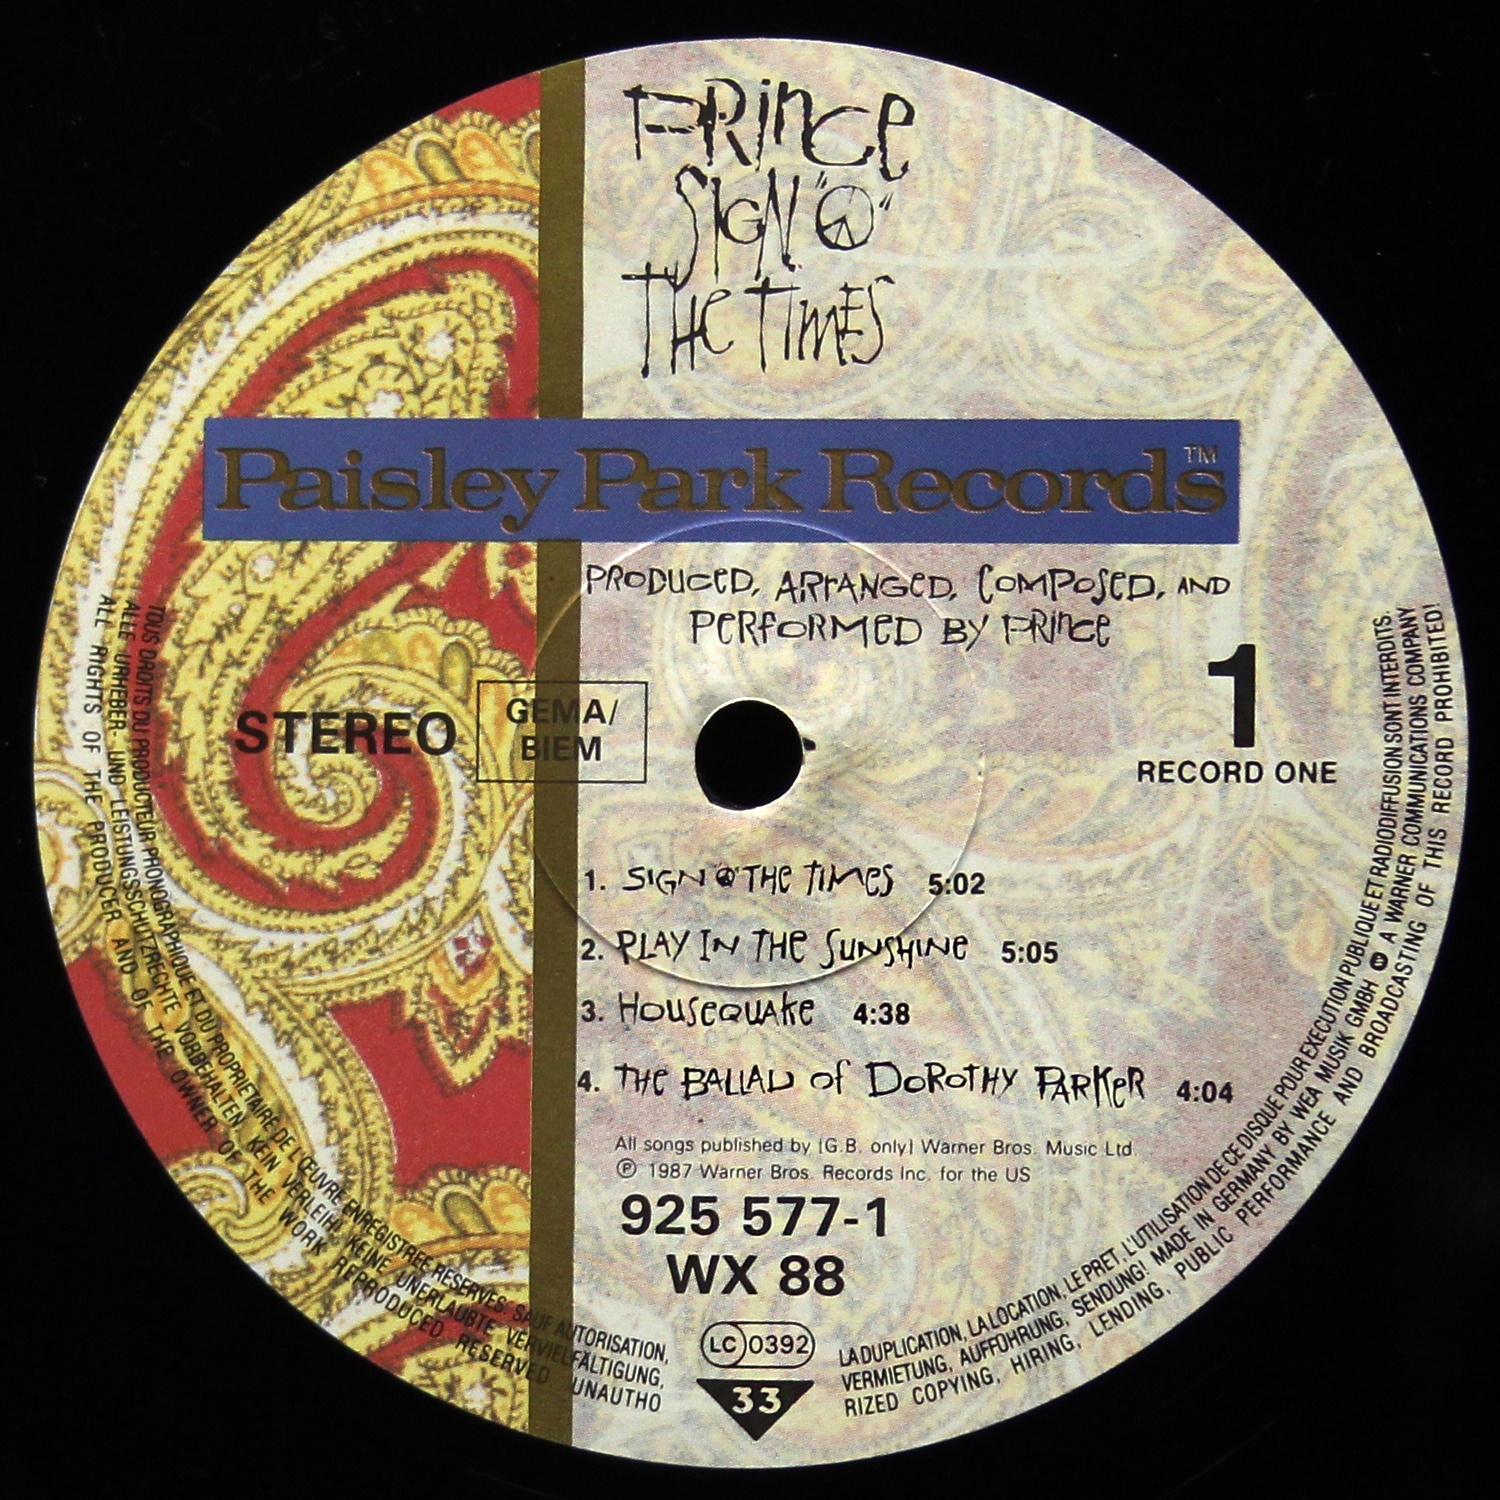 PRINCE
SIGN "O"
THE TIMES
Paisley Park Records™
PRODUCED, ARRANGED, COMPOSED, AND
PERFORMED BY PRINCE
STEREO
GEMA/
BIEM
1
RECORD ONE
1. SIGN "O" THE TIMES 5:02
2. PLAY IN THE SUNSHINE 5:05
3. HOUSEQUAKE 4:38
4. THE BALLAD OF DOROTHY PARKER 4:04
All songs published by (G.B. only) Warner Bros. Music Ltd.
℗ 1987 Warner Bros. Records Inc. for the US
925 577-1
WX 88
LC 0392
33
TOUS DROITS DU PRODUCTEUR PHONOGRAPHIQUE ET DU PROPRIETAIRE DE L'ŒUVRE ENREGISTREE RESERVES. SAUF AUTORISATION, LA DUPLICATION, LA LOCATION, LE PRET, L'UTILISATION DE CE DISQUE POUR EXECUTION PUBLIQUE ET RADIODIFFUSION SONT INTERDITS.
ALLE URHEBER- UND LEISTUNGSSCHUTZRECHTE VORBEHALTEN. KEIN VERLEIH! KEINE UNERLAUBTE VERVIELFÄLTIGUNG, VERMIETUNG, AUFFÜHRUNG, SENDUNG! MADE IN GERMANY BY WEA MUSIK GMBH A WARNER COMMUNICATIONS COMPANY
ALL RIGHTS OF THE PRODUCER AND OF THE OWNER OF THE WORK REPRODUCED RESERVED UNAUTHORIZED COPYING, HIRING, LENDING, PUBLIC PERFORMANCE AND BROADCASTING OF THIS RECORD PROHIBITED!